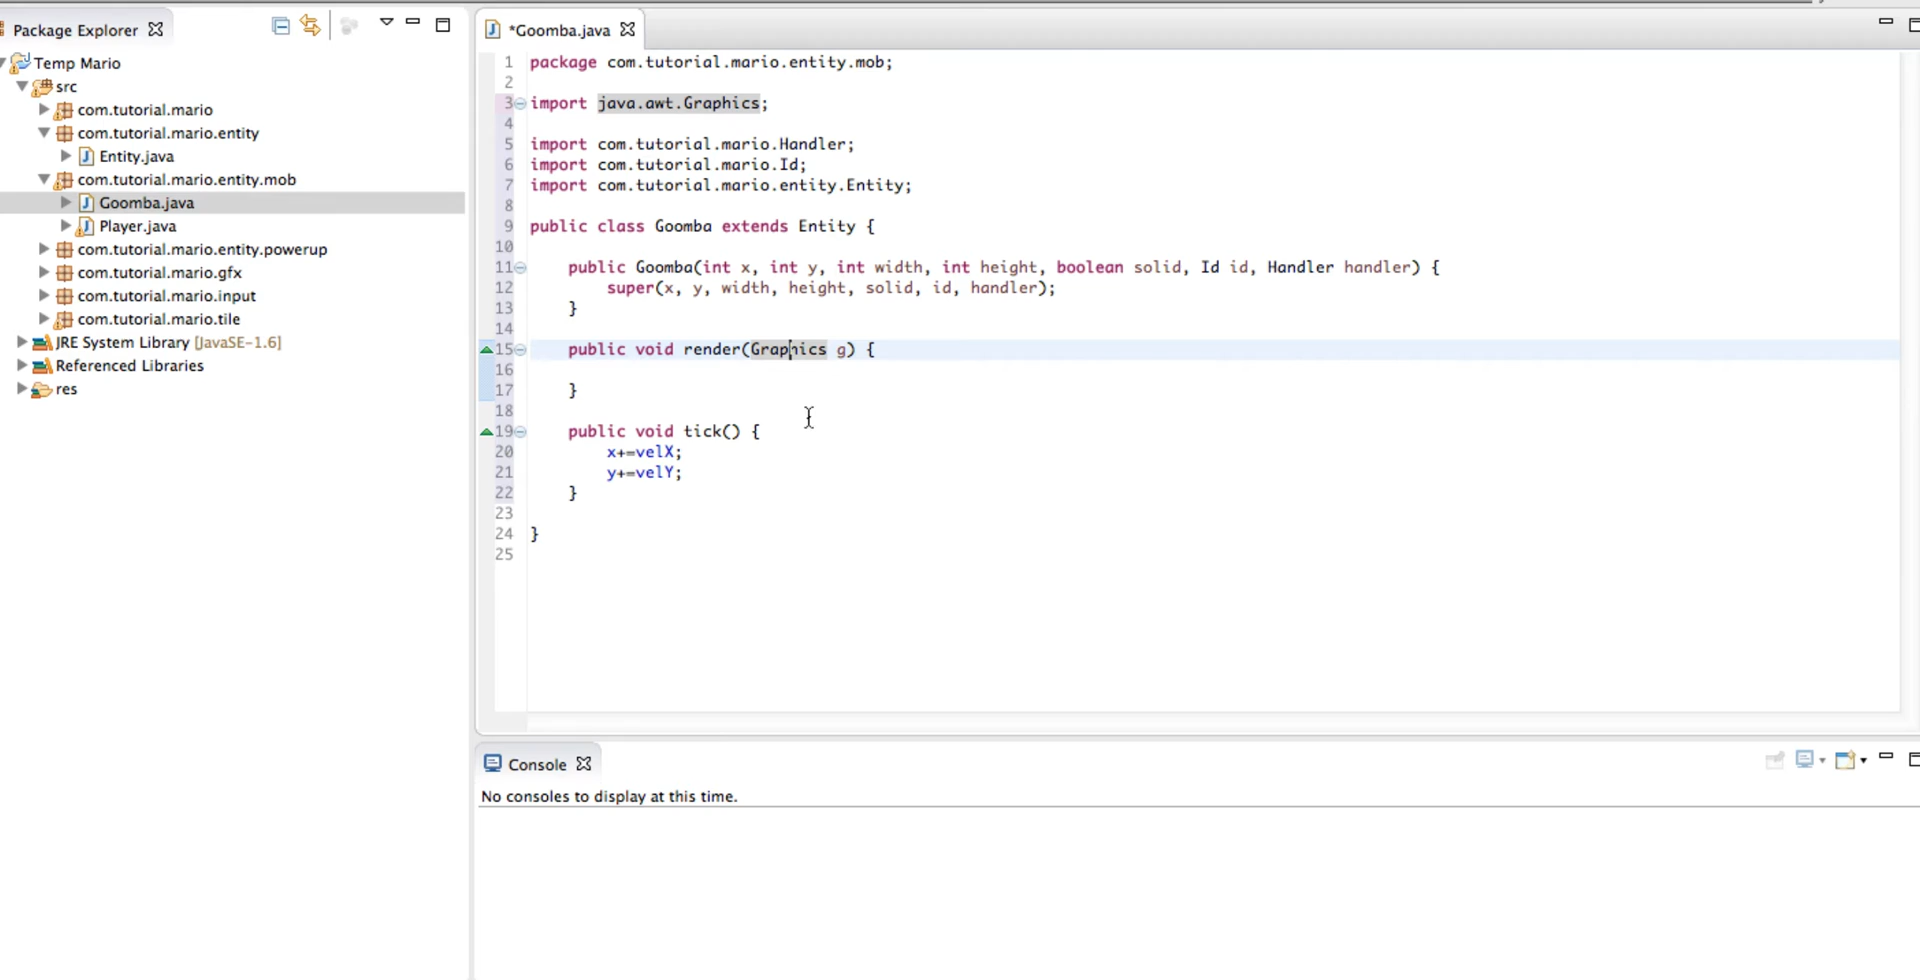 Package Explorer
Temp Mario
src
com.tutorial.mario
com.tutorial.mario.entity
Entity.java
com.tutorial.mario.entity.mob
Goomba.java
Player.java
com.tutorial.mario.entity.powerup
com.tutorial.mario.gfx
com.tutorial.mario.input
com.tutorial.mario.tile
JRE System Library [JavaSE-1.6]
Referenced Libraries
res
*Goomba.java
1 package com.tutorial.mario.entity.mob;
2
3 import java.awt.Graphics;
4
5 import com.tutorial.mario.Handler;
6 import com.tutorial.mario.Id;
7 import com.tutorial.mario.entity.Entity;
8
9 public class Goomba extends Entity {
10
11 public Goomba(int x, int y, int width, int height, boolean solid, Id id, Handler handler) {
12 super(x, y, width, height, solid, id, handler);
13 }
14
15 public void render(Graphics g) {
16
17 }
18
19 public void tick() {
20 x+=velX;
21 y+=velY;
22 }
23
24 }
25
Console
No consoles to display at this time.